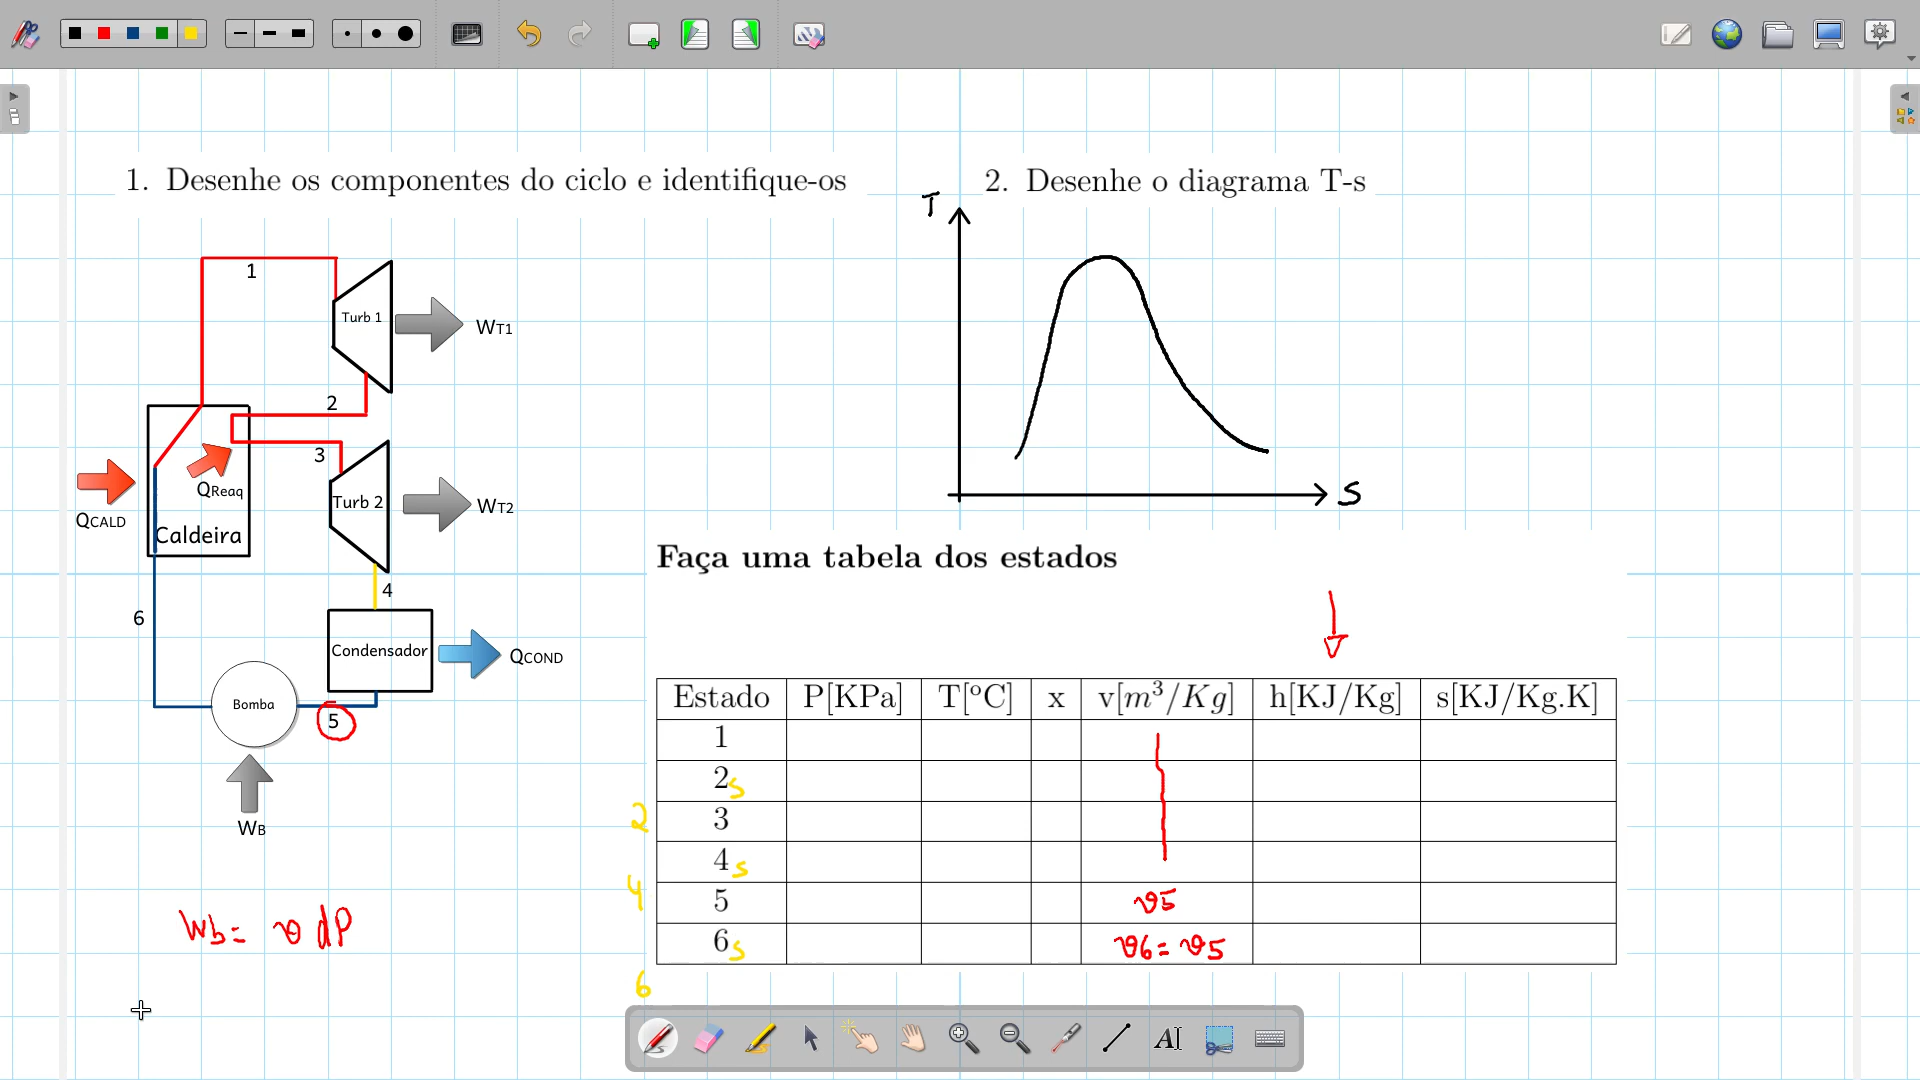 1. Desenhe os componentes do ciclo e identifique-os
2. Desenhe o diagrama T-s
T
S
1
Turb 1
WT1
2
3
QReaq
QCALD
Caldeira
Turb 2
WT2
4
6
Condensador
QCOND
Bomba
5
WB
Wb = v dP
Faça uma tabela dos estados
Estado P[KPa] T[ºC] x v[m³/Kg] h[KJ/Kg] s[KJ/Kg.K]
1
2s
2
3
4s
4
5 v5
6s v6 = v5
6
AI